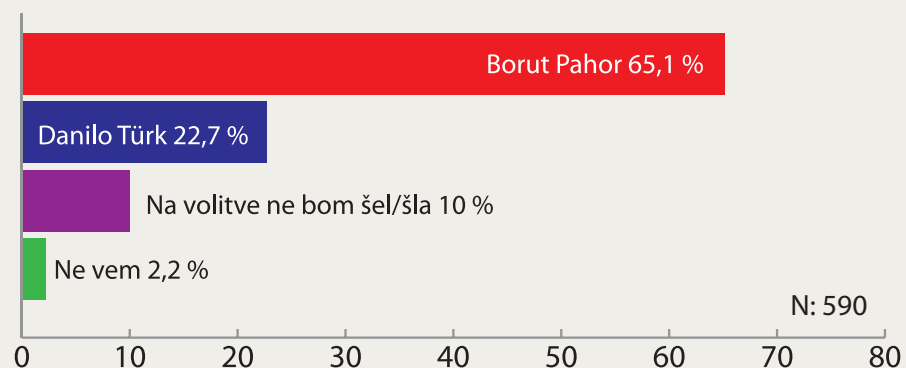 Borut Pahor 65,1 %
Danilo Türk 22,7 %
Na volitve ne bom šel/šla 10 %
Ne vem 2,2 %
N: 590
0 10 20 30 40 50 60 70 80